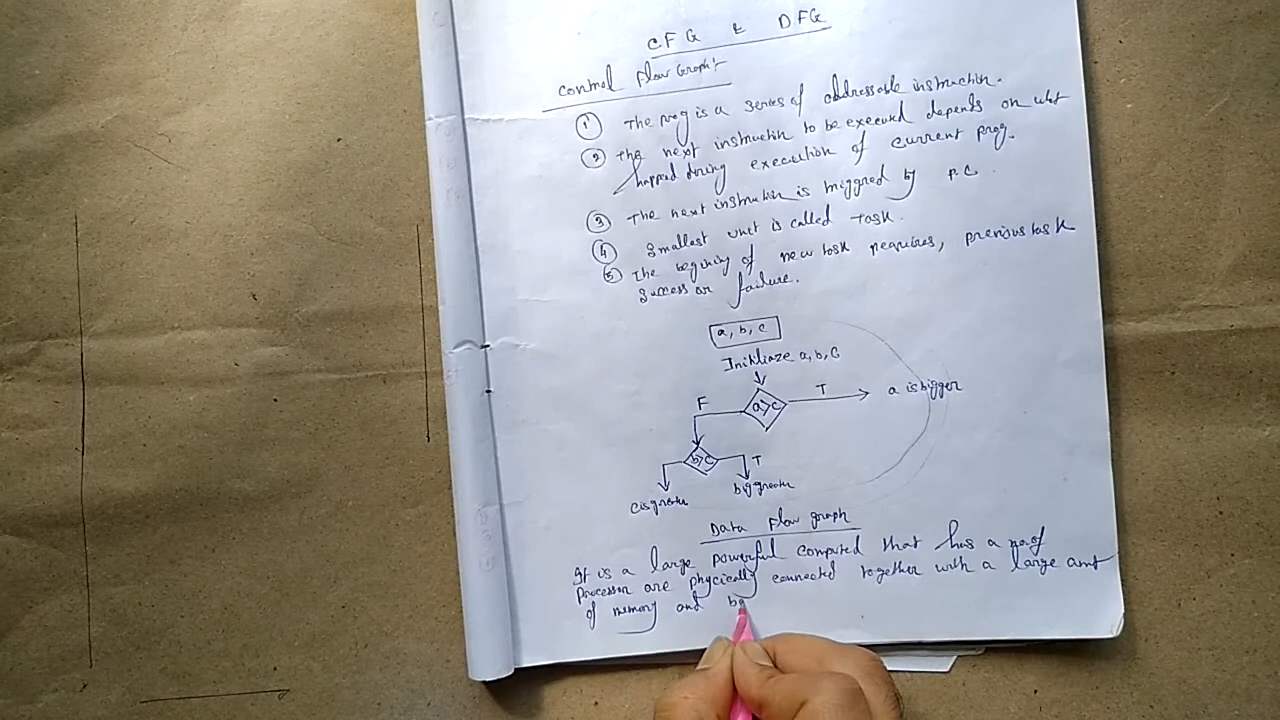 CFG & DFG
Control Flow Graph:-
① The prog is a series of addressable instruction.
② The next instruction to be executed depends on what
happend during execution of current prog.
③ The next instruction is triggred by P.C.
④ Smallest unit is called task.
⑤ The begining of new task requires, previous task
success or failure.
a, b, c
Initliaze a, b, C
a>c
T
a is bigger
F
b>C
T
c is greater
b is greater
Data Flow graph
It is a large powerful computed that has a no. of
Processor are phycically connected together with a large amt
of memory and